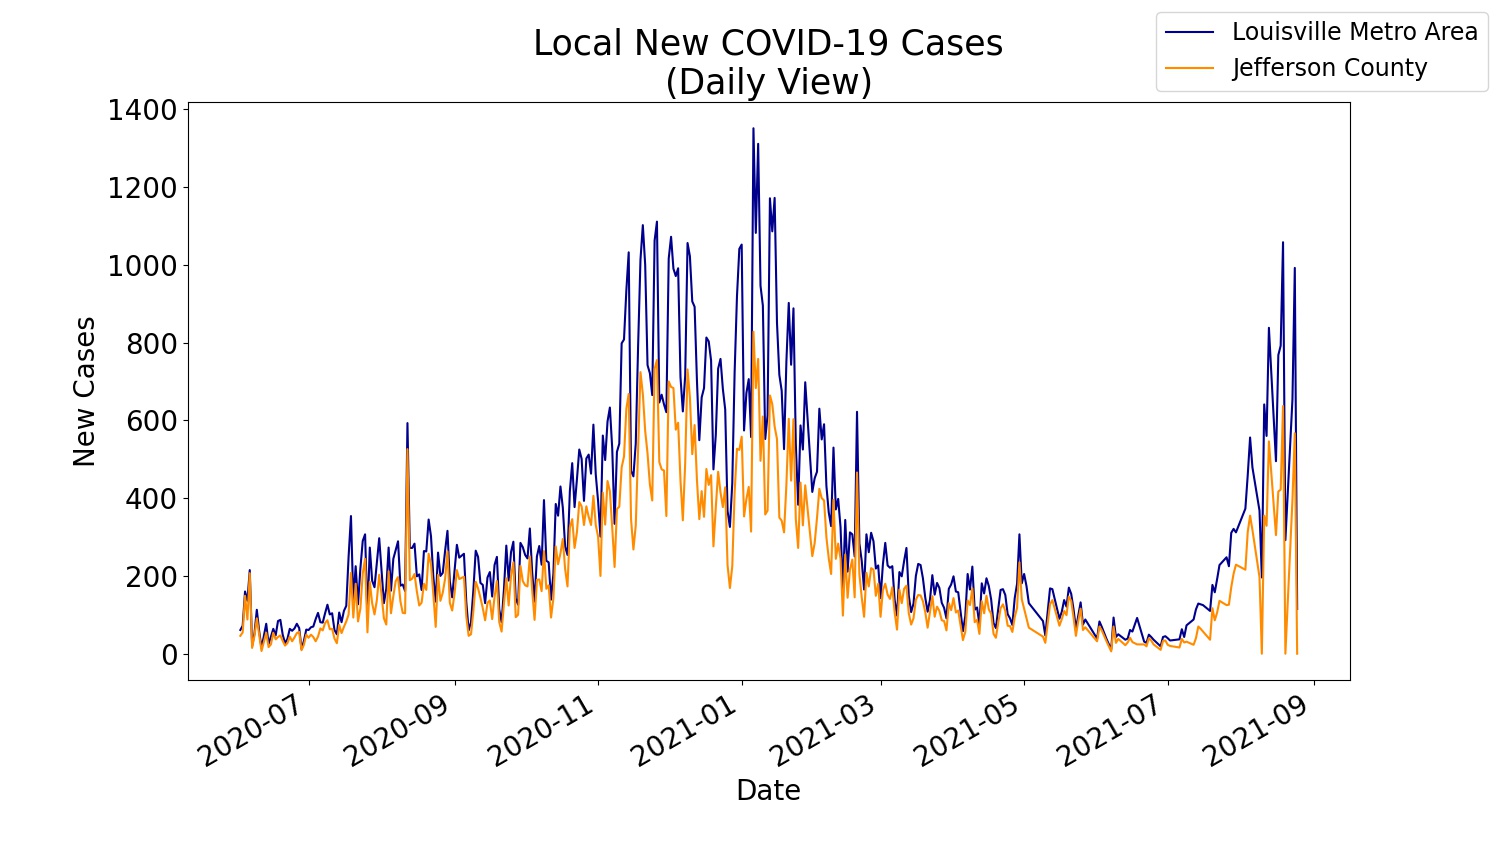 Local New COVID-19 Cases
(Daily View)
Louisville Metro Area
Jefferson County
1400
1200
1000
800
600
400
200
0
New Cases
2020-07
2020-09
2020-11
2021-01
2021-03
2021-05
2021-07
2021-09
Date